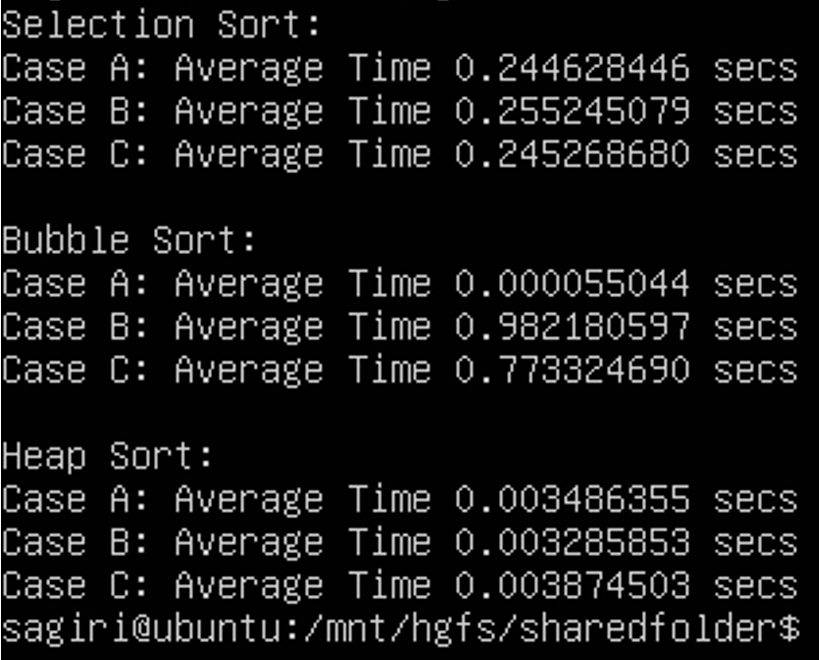 Selection Sort:
Case A: Average Time 0.244628446 secs
Case B: Average Time 0.255245079 secs
Case C: Average Time 0.245268680 secs
Bubble Sort:
Case A: Average Time 0.000055044 secs
Case B: Average Time 0.982180597 secs
Case C: Average Time 0.773324690 secs
Heap Sort:
Case A: Average Time 0.003486355 secs
Case B: Average Time 0.003285853 secs
Case C: Average Time 0.003874503 secs
sagiri@ubuntu:/mnt/hgfs/sharedfolder$